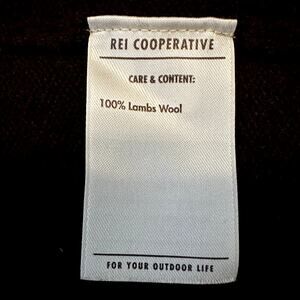 REI COOPERATIVE
CARE & CONTENT:
100% Lambs Wool
FOR YOUR OUTDOOR LIFE